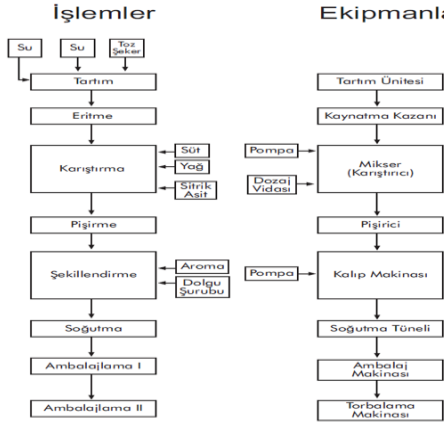 İşlemler
Su
Su
Toz
Şeker
Tartım
Eritme
Karıştırma
Süt
Yağ
Sitrik
Asit
Pişirme
Şekillendirme
Aroma
Dolgu
Şurubu
Soğutma
Ambalajlama I
Ambalajlama II
Ekipmanla
Tartım Ünitesi
Kaynatma Kazanı
Pompa
Dozaj
Vidası
Mikser
(Karıştırıcı)
Pişirici
Pompa
Kalıp Makinası
Soğutma Tüneli
Ambalaj
Makinası
Torbalama
Makinası